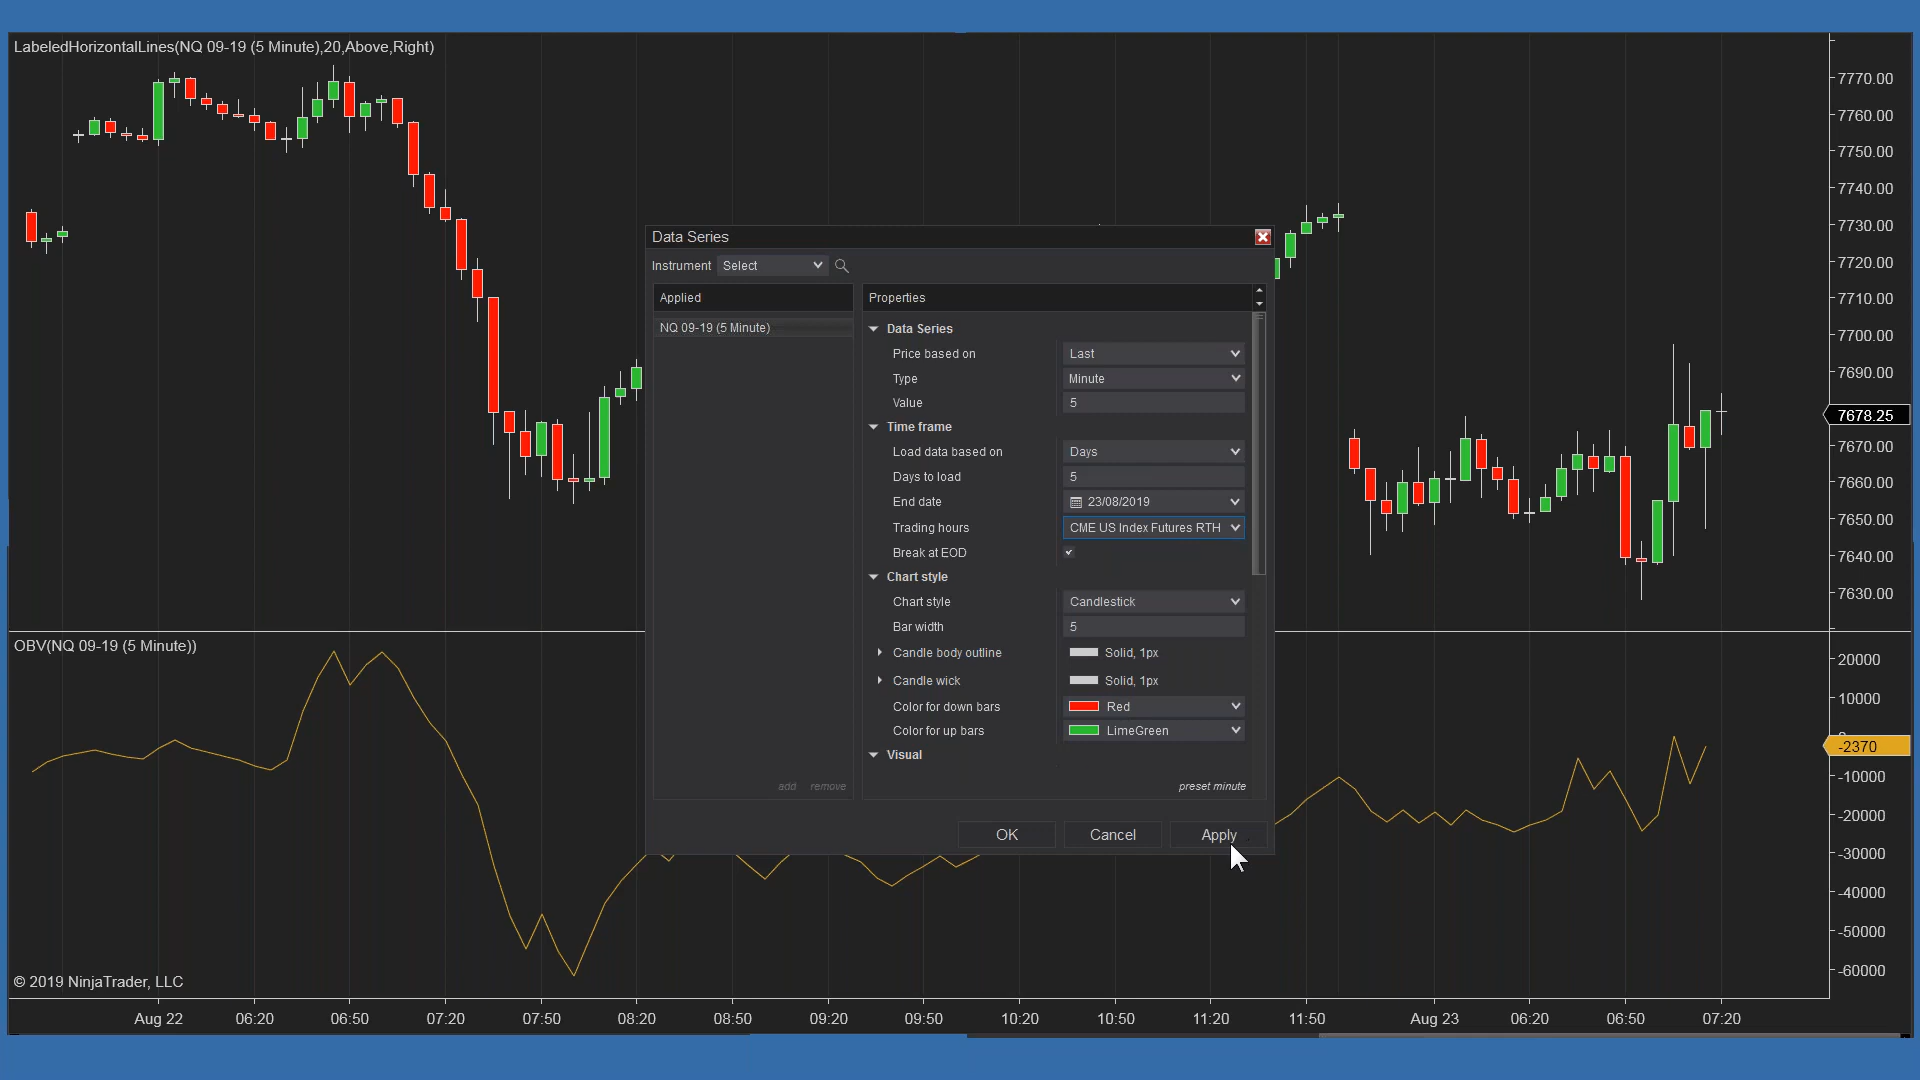 LabeledHorizontalLines(NQ 09-19 (5 Minute),20,Above,Right)
7770.00
7760.00
7750.00
7740.00
7730.00
7720.00
7710.00
7700.00
7690.00
7678.25
7670.00
7660.00
7650.00
7640.00
7630.00
Data Series
Instrument Select
Applied
NQ 09-19 (5 Minute)
add remove
Properties
Data Series
Price based on Last
Type Minute
Value 5
Time frame
Load data based on Days
Days to load 5
End date 23/08/2019
Trading hours CME US Index Futures RTH
Break at EOD
Chart style
Chart style Candlestick
Bar width 5
Candle body outline Solid, 1px
Candle wick Solid, 1px
Color for down bars Red
Color for up bars LimeGreen
Visual
preset minute
OK Cancel Apply
OBV(NQ 09-19 (5 Minute))
20000
10000
-2370
-10000
-20000
-30000
-40000
-50000
-60000
© 2019 NinjaTrader, LLC
Aug 22 06:20 06:50 07:20 07:50 08:20 08:50 09:20 09:50 10:20 10:50 11:20 11:50 Aug 23 06:20 06:50 07:20